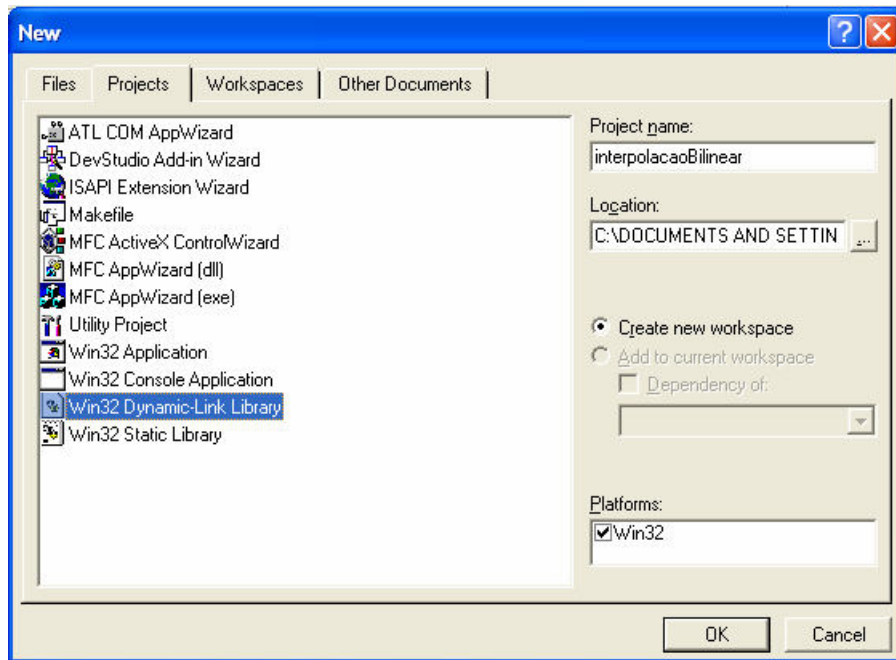 New
Files Projects Workspaces Other Documents
ATL COM AppWizard
DevStudio Add-in Wizard
ISAPI Extension Wizard
Makefile
MFC ActiveX ControlWizard
MFC AppWizard (dll)
MFC AppWizard (exe)
Utility Project
Win32 Application
Win32 Console Application
Win32 Dynamic-Link Library
Win32 Static Library
Project name:
interpolacaoBilinear
Location:
C:\DOCUMENTS AND SETTIN
...
Create new workspace
Add to current workspace
Dependency of:
Platforms:
Win32
OK Cancel